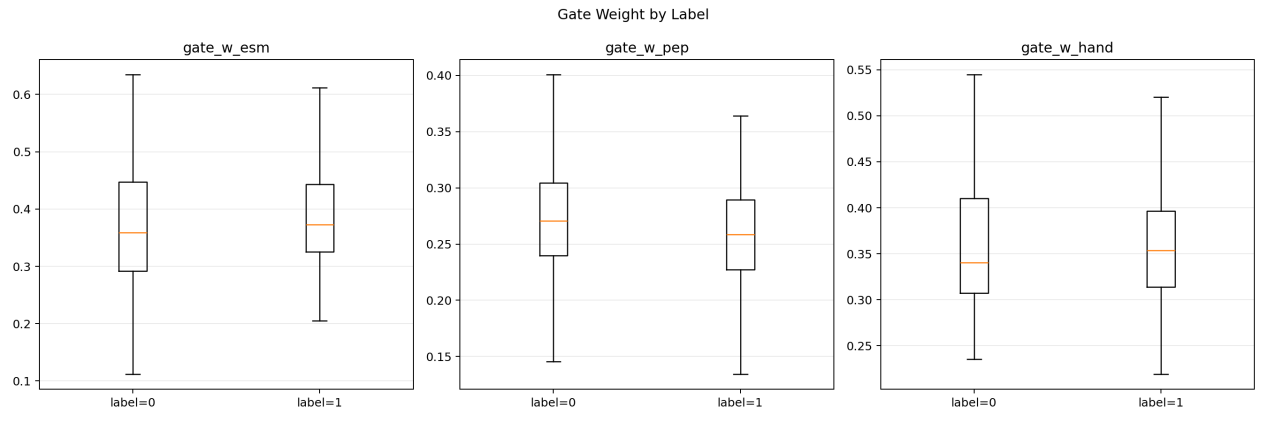 Gate Weight by Label
gate_w_esm
0.6
0.5
0.4
0.3
0.2
0.1
label=0 label=1
gate_w_pep
0.40
0.35
0.30
0.25
0.20
0.15
label=0 label=1
gate_w_hand
0.55
0.50
0.45
0.40
0.35
0.30
0.25
label=0 label=1